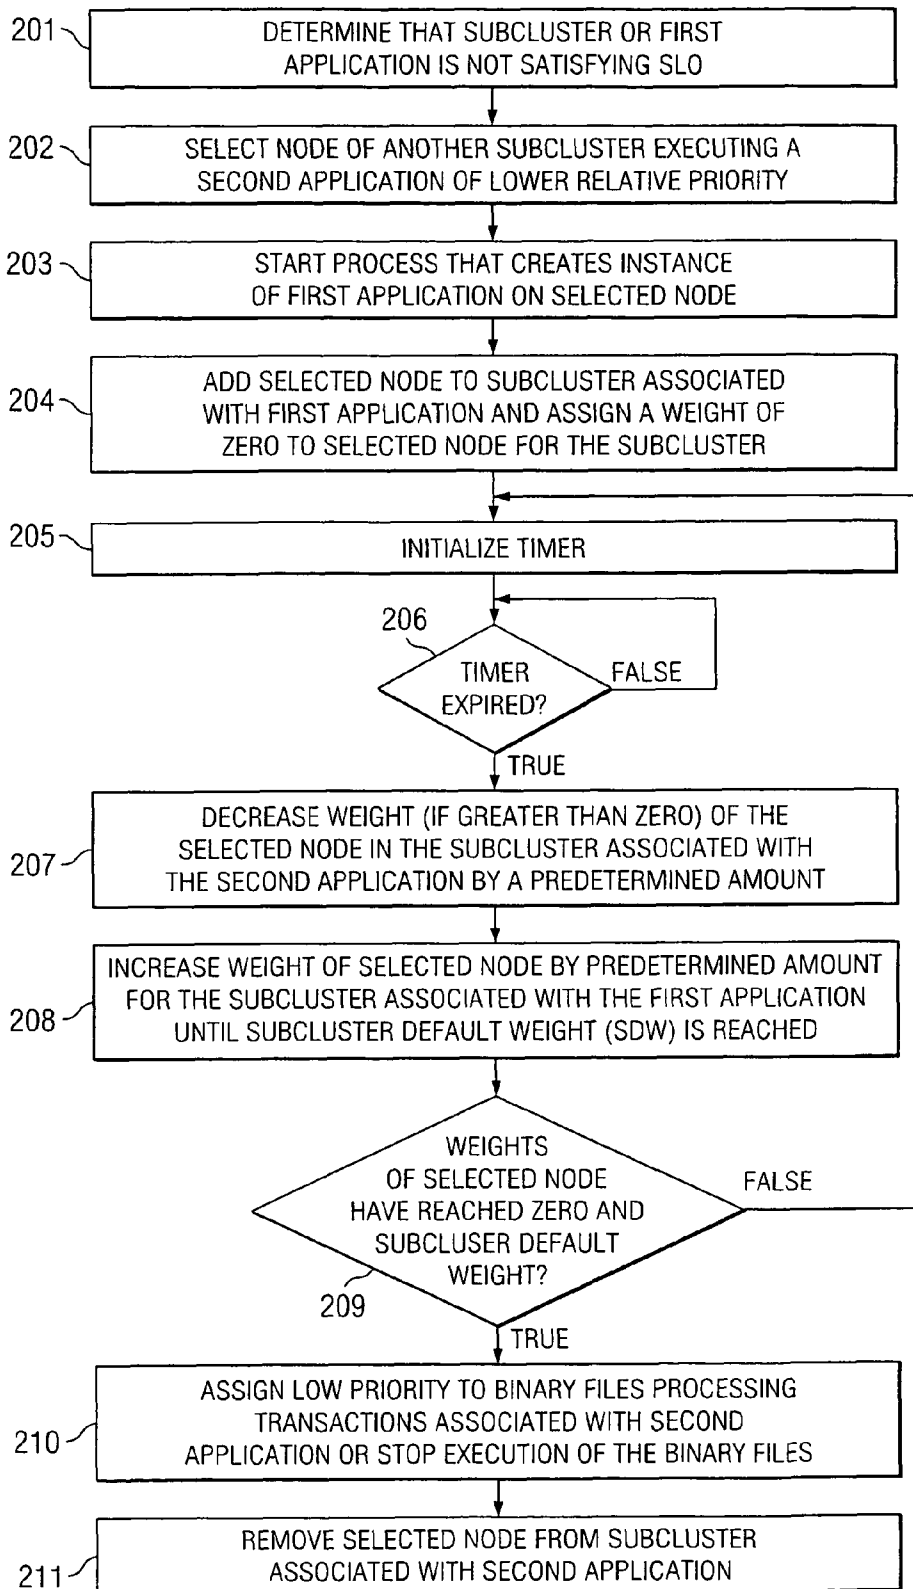 201
DETERMINE THAT SUBCLUSTER OR FIRST
APPLICATION IS NOT SATISFYING SLO
202
SELECT NODE OF ANOTHER SUBCLUSTER EXECUTING A
SECOND APPLICATION OF LOWER RELATIVE PRIORITY
203
START PROCESS THAT CREATES INSTANCE
OF FIRST APPLICATION ON SELECTED NODE
204
ADD SELECTED NODE TO SUBCLUSTER ASSOCIATED
WITH FIRST APPLICATION AND ASSIGN A WEIGHT OF
ZERO TO SELECTED NODE FOR THE SUBCLUSTER
205
INITIALIZE TIMER
206
TIMER
EXPIRED?
FALSE
TRUE
207
DECREASE WEIGHT (IF GREATER THAN ZERO) OF THE
SELECTED NODE IN THE SUBCLUSTER ASSOCIATED WITH
THE SECOND APPLICATION BY A PREDETERMINED AMOUNT
208
INCREASE WEIGHT OF SELECTED NODE BY PREDETERMINED AMOUNT
FOR THE SUBCLUSTER ASSOCIATED WITH THE FIRST APPLICATION
UNTIL SUBCLUSTER DEFAULT WEIGHT (SDW) IS REACHED
WEIGHTS
OF SELECTED NODE
HAVE REACHED ZERO AND
SUBCLUSER DEFAULT
WEIGHT?
FALSE
209
TRUE
210
ASSIGN LOW PRIORITY TO BINARY FILES PROCESSING
TRANSACTIONS ASSOCIATED WITH SECOND
APPLICATION OR STOP EXECUTION OF THE BINARY FILES
211
REMOVE SELECTED NODE FROM SUBCLUSTER
ASSOCIATED WITH SECOND APPLICATION